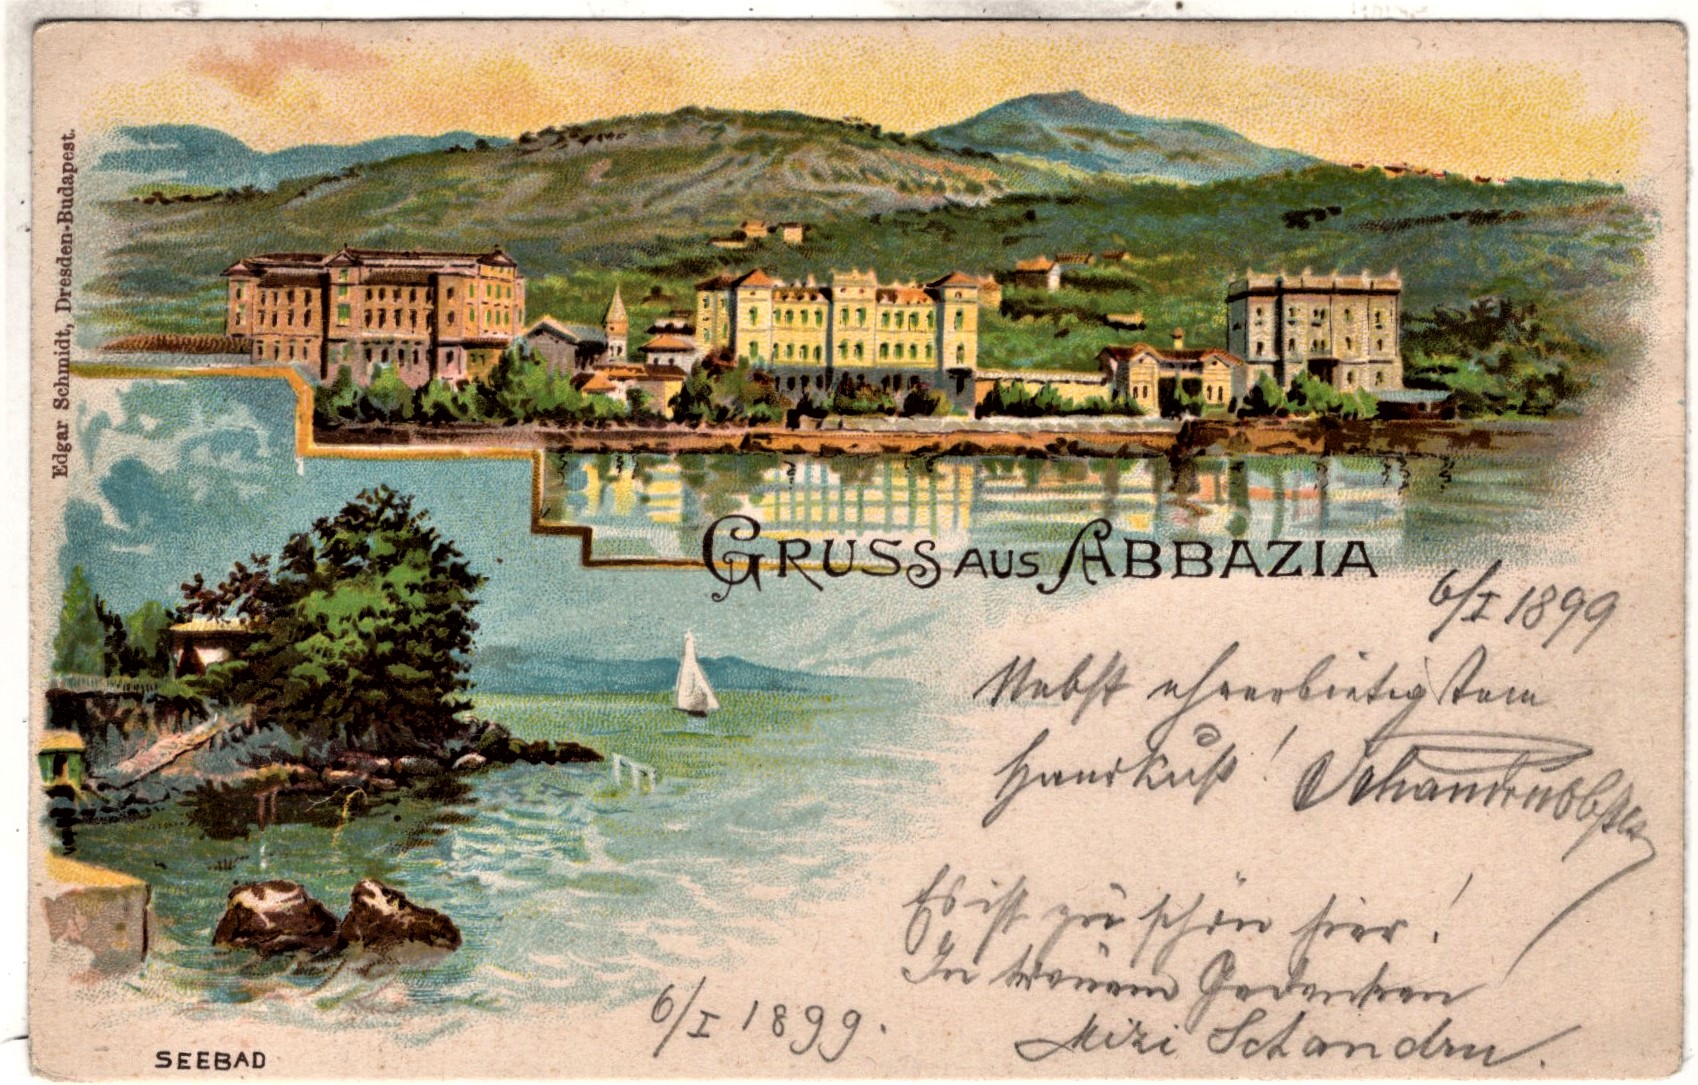 Edgar Schmidt, Dresden-Budapest.
GRUSS AUS ABBAZIA
6/I 1899
Nebst ehrerbietigstem
Handkuß!
Es ist zu schön hier!
In treuem Gedenken
Mizi Schandru.
6/I 1899.
SEEBAD